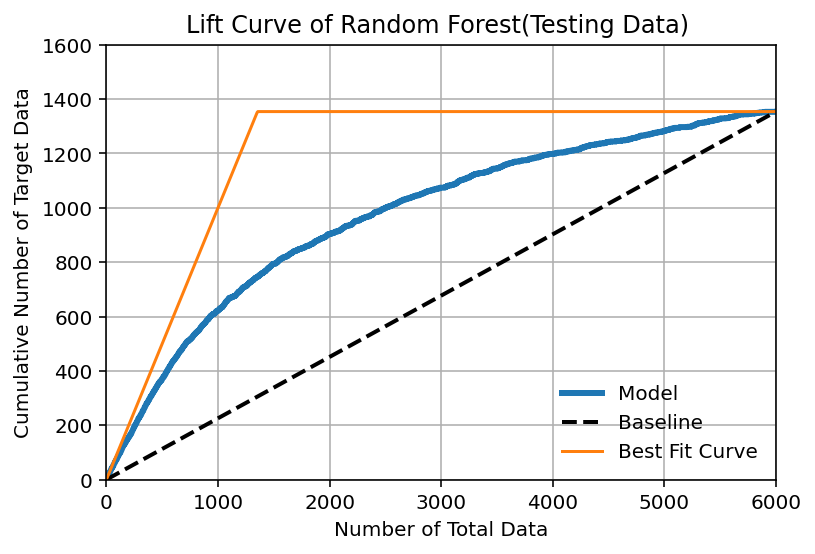 Lift Curve of Random Forest(Testing Data)
Cumulative Number of Target Data
1600
1400
1200
1000
800
600
400
200
0
Model
Baseline
Best Fit Curve
0 1000 2000 3000 4000 5000 6000
Number of Total Data